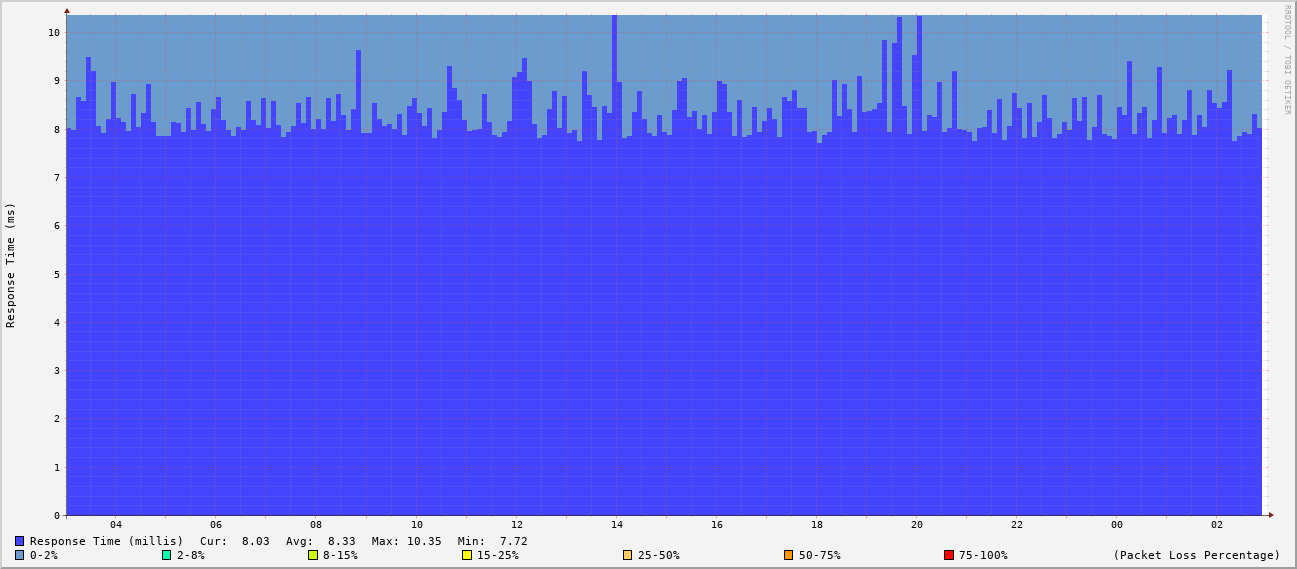 RRDTOOL / TOBI OETIKER
Response Time (ms)
10
9
8
7
6
5
4
3
2
1
0
04 06 08 10 12 14 16 18 20 22 00 02
Response Time (millis) Cur: 8.03 Avg: 8.33 Max: 10.35 Min: 7.72
0-2% 2-8% 8-15% 15-25% 25-50% 50-75% 75-100% (Packet Loss Percentage)